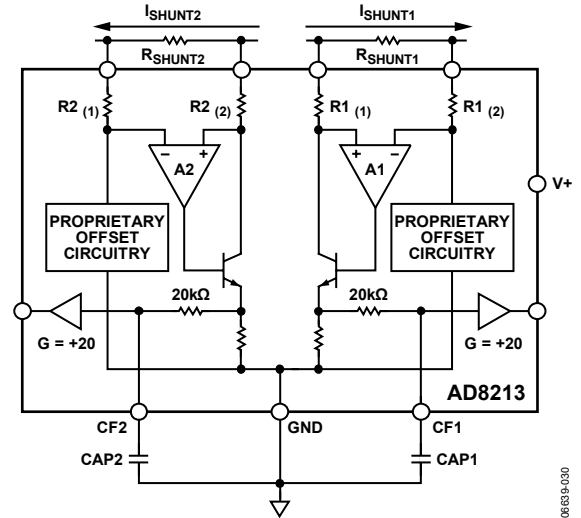 ISHUNT2 ISHUNT1
RSHUNT2 RSHUNT1
R2 (1) R2 (2) R1 (1) R1 (2)
− + + −
A2 A1
V+
PROPRIETARY
OFFSET
CIRCUITRY
PROPRIETARY
OFFSET
CIRCUITRY
20kΩ 20kΩ
G = +20 G = +20
AD8213
CF2 GND CF1
CAP2 CAP1
06639-030